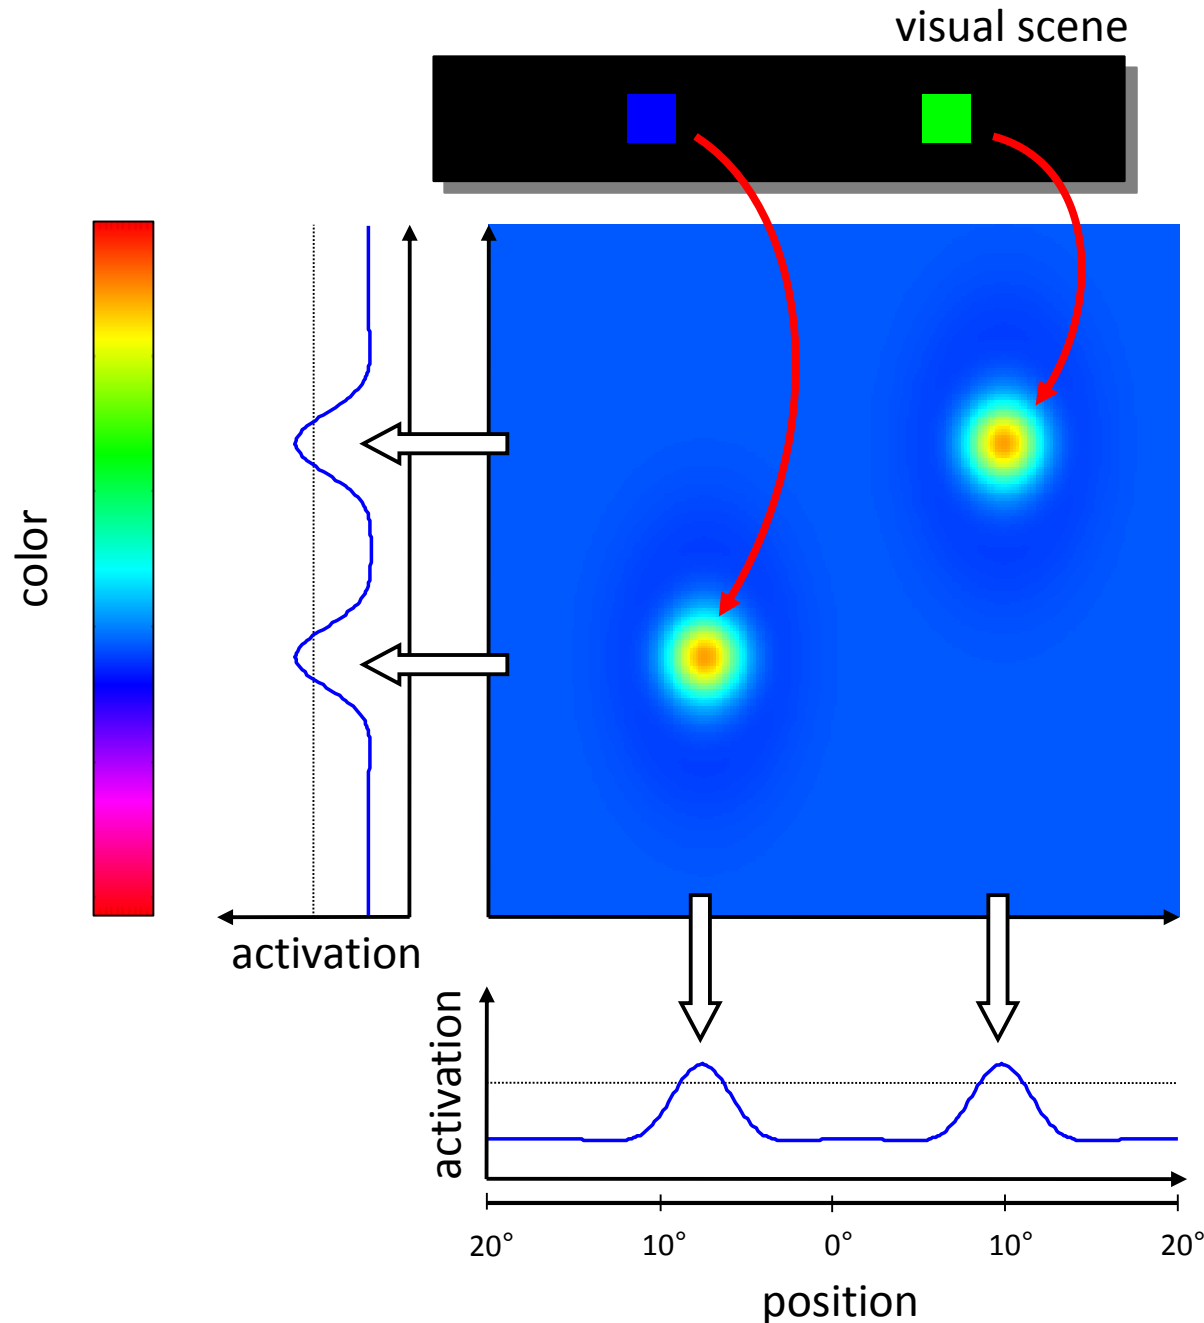 visual scene
color
activation
activation
20° 10° 0° 10° 20°
position